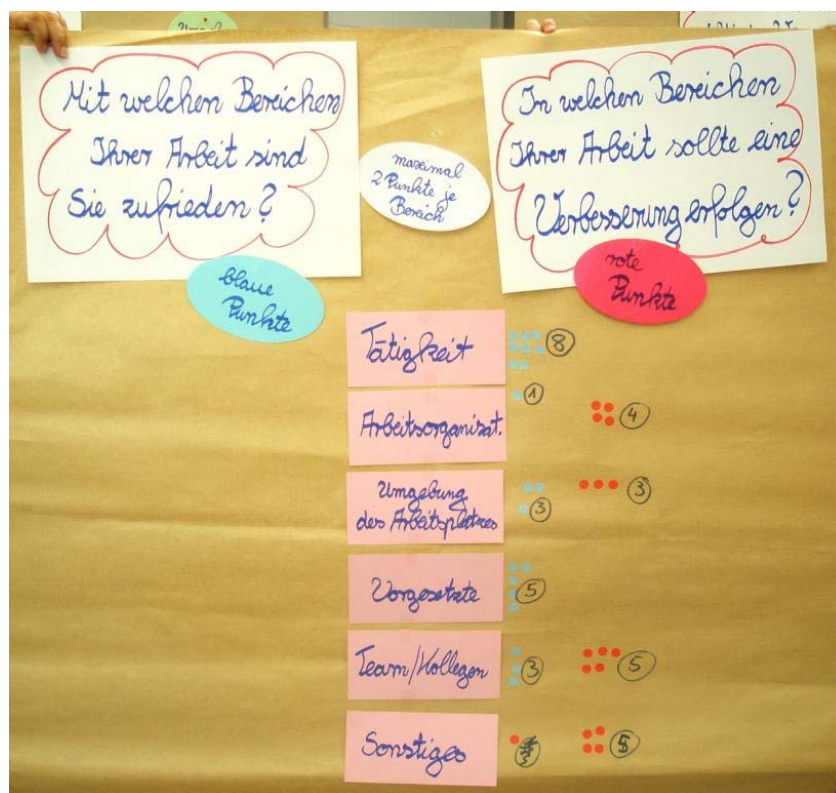 Mit welchen Bereichen
Ihrer Arbeit sind
Sie zufrieden?
maximal
2 Punkte je
Bereich
In welchen Bereichen
Ihrer Arbeit sollte eine
Verbesserung erfolgen?
blaue
Punkte
rote
Punkte
Tätigkeit
8
Arbeitsorganisat.
1
4
Umgebung
des Arbeitsplatzes
3
3
Vorgesetzte
5
Team/Kollegen
3
5
Sonstiges
5